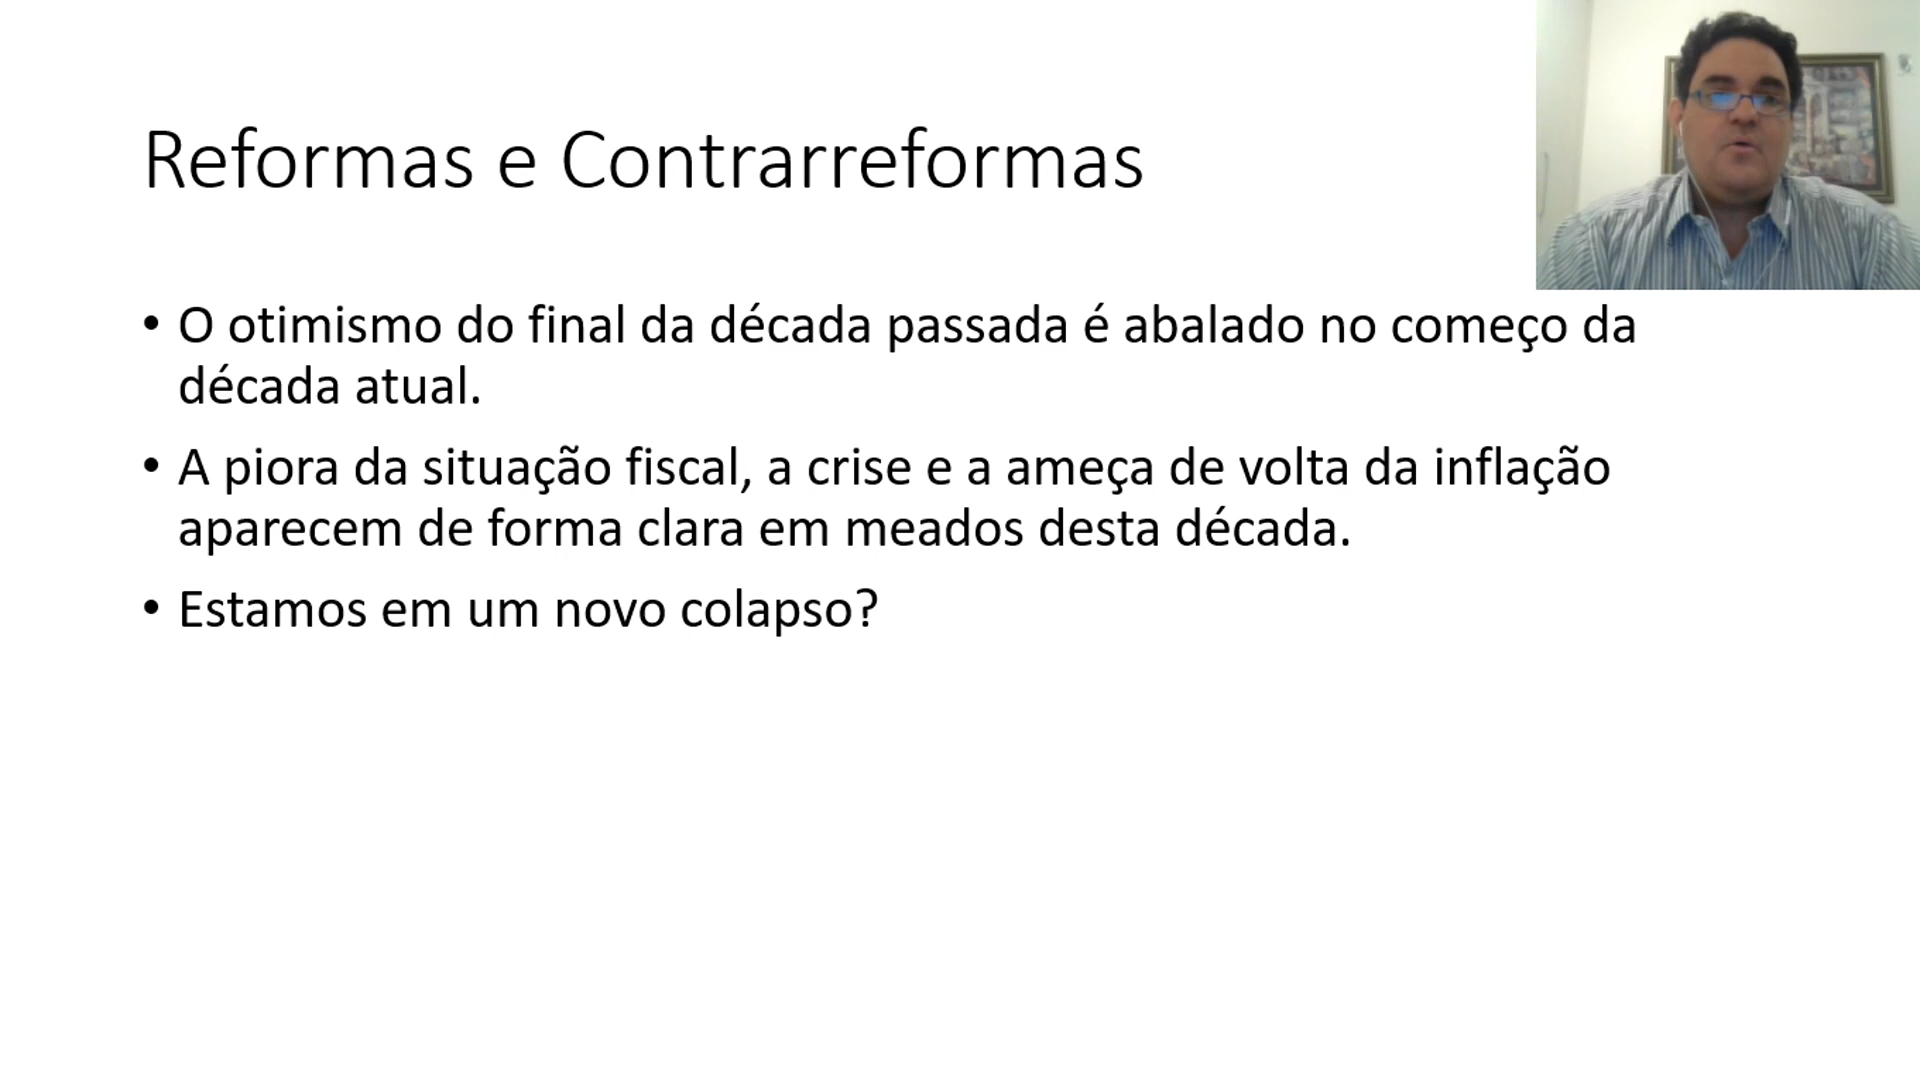 Reformas e Contrarreformas
• O otimismo do final da década passada é abalado no começo da
década atual.
• A piora da situação fiscal, a crise e a ameça de volta da inflação
aparecem de forma clara em meados desta década.
• Estamos em um novo colapso?